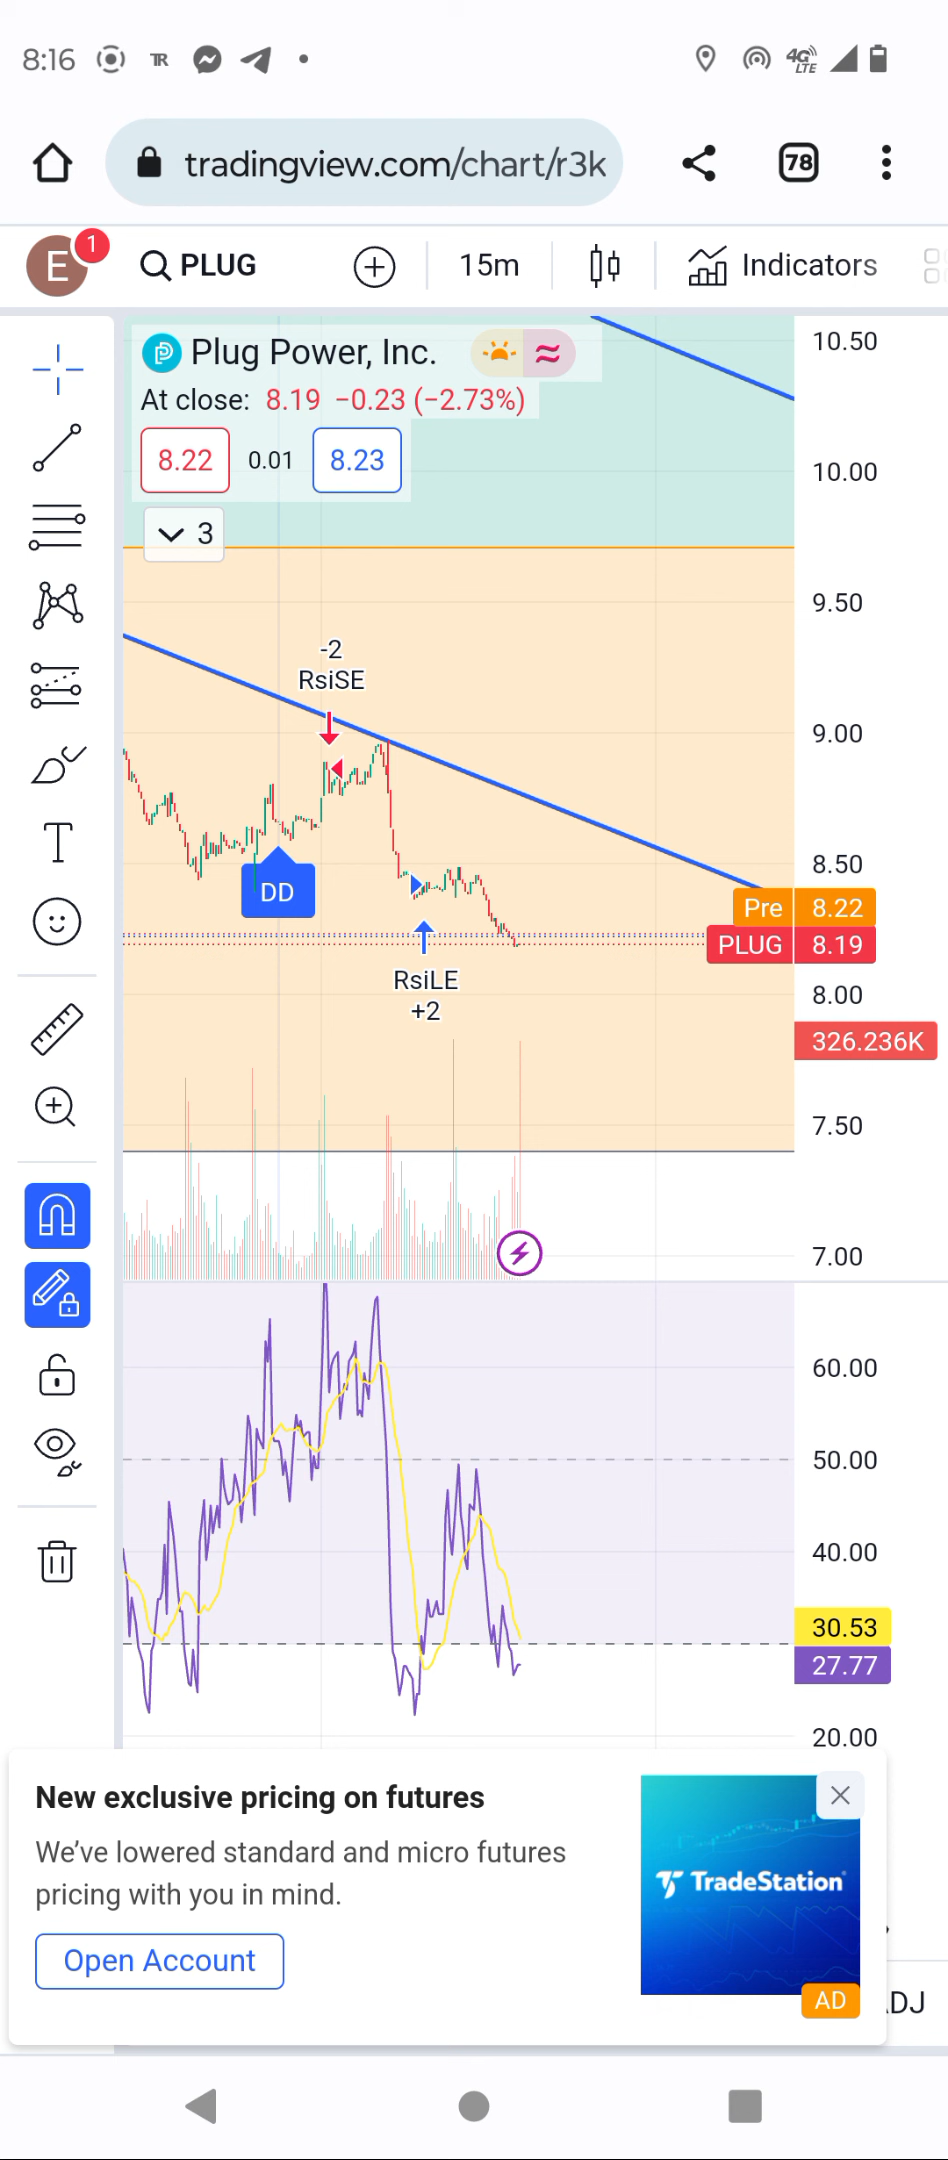 8:16
TR
4G
LTE
tradingview.com/chart/r3k
78
E
1
PLUG
15m
Indicators
Plug Power, Inc.
At close: 8.19 −0.23 (−2.73%)
8.22
0.01
8.23
3
10.50
10.00
9.50
-2
RsiSE
9.00
8.50
DD
Pre 8.22
PLUG 8.19
RsiLE
+2
8.00
326.236K
7.50
7.00
60.00
50.00
40.00
30.53
27.77
20.00
New exclusive pricing on futures
We've lowered standard and micro futures
pricing with you in mind.
Open Account
TradeStation
AD
ADJ